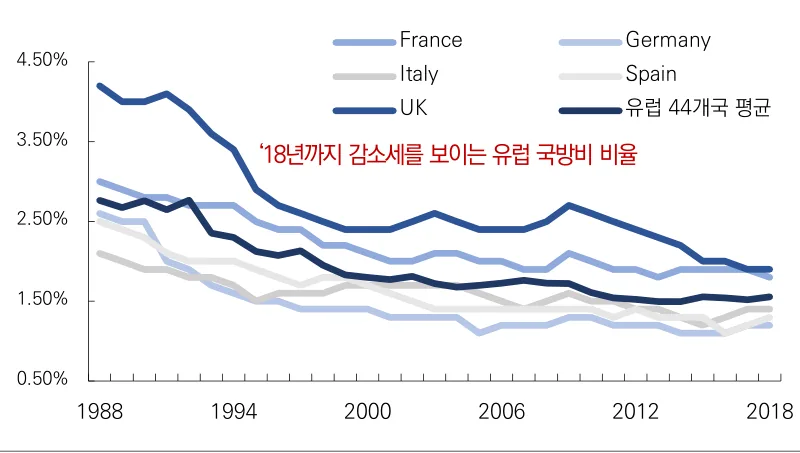 France
Germany
Italy
Spain
UK
유럽 44개국 평균
‘18년까지 감소세를 보이는 유럽 국방비 비율
4.50%
3.50%
2.50%
1.50%
0.50%
1988 1994 2000 2006 2012 2018